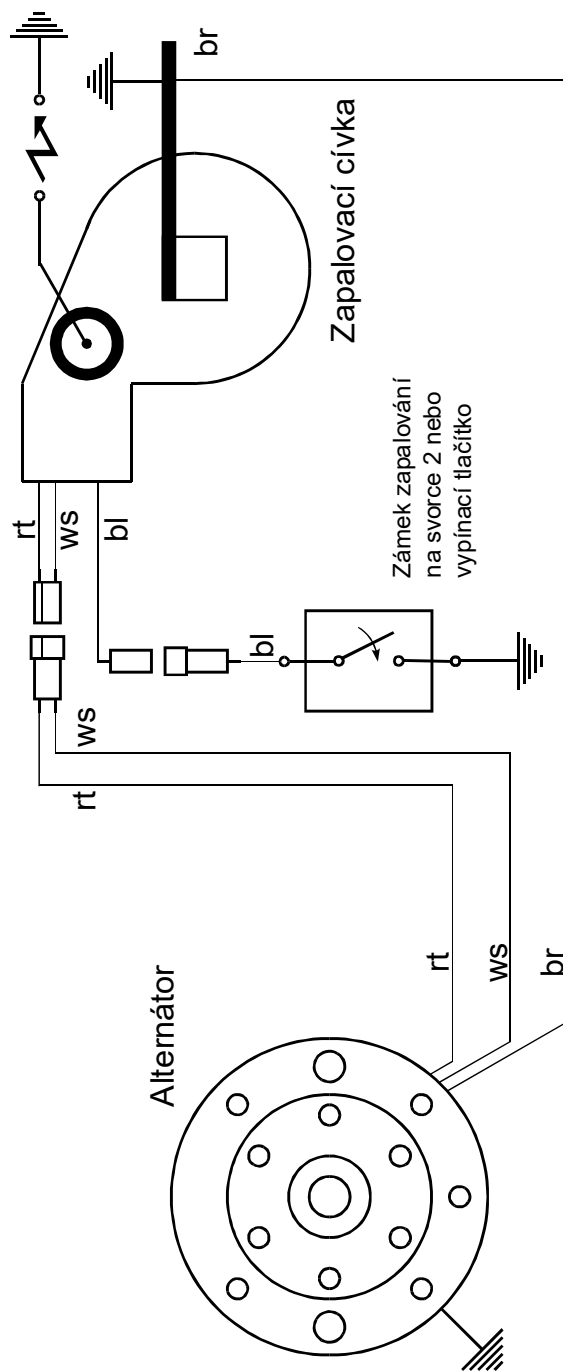 rt
ws
rt
ws
bl
Alternátor
br
bl
Zapalovací cívka
Zámek zapalování
na svorce 2 nebo
vypínací tlačítko
rt
ws
br